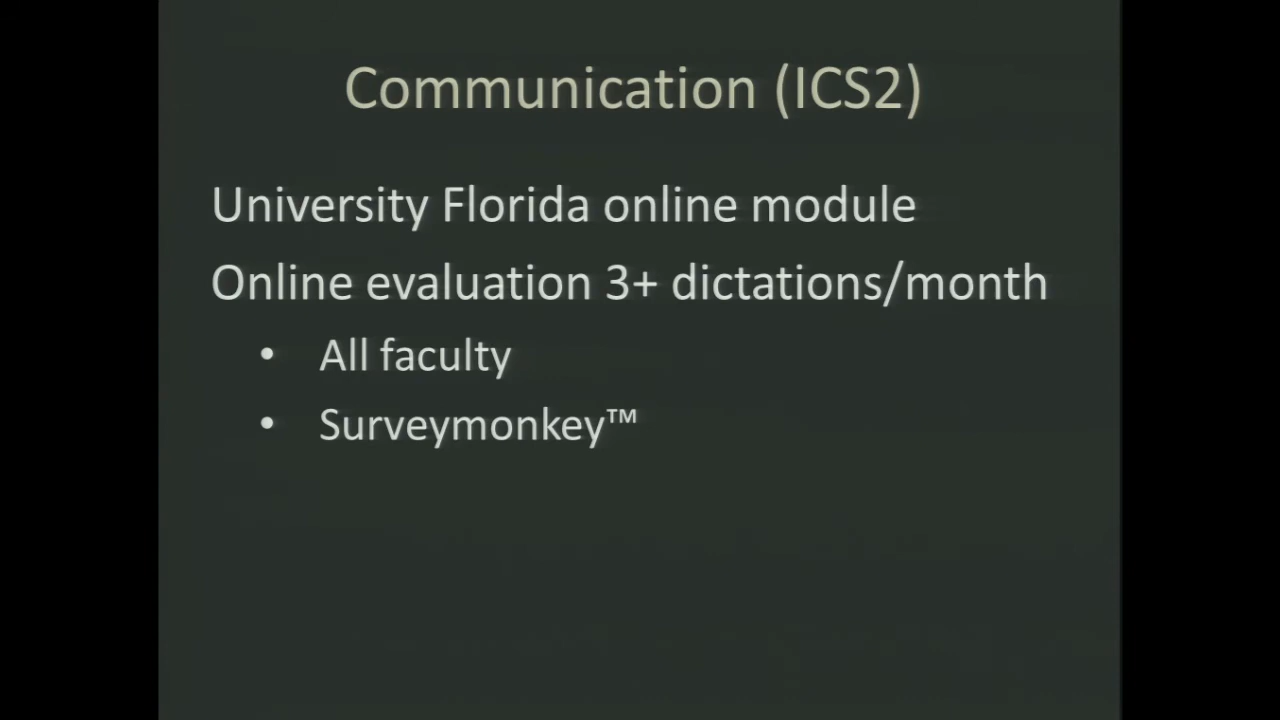 Communication (ICS2)
University Florida online module
Online evaluation 3+ dictations/month
• All faculty
• Surveymonkey™